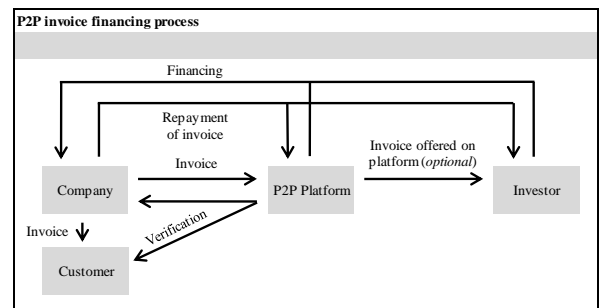 P2P invoice financing process
Financing
Repayment
of invoice
Invoice offered on
platform (optional)
Invoice
Company
P2P Platform
Investor
Invoice
Verification
Customer